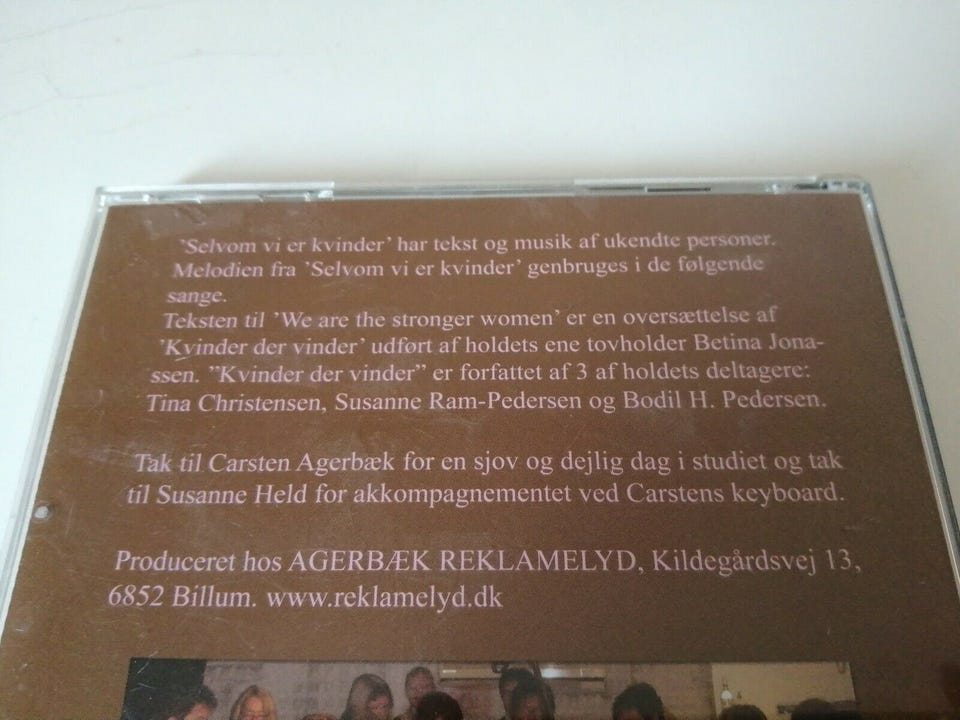 ’Selvom vi er kvinder’ har tekst og musik af ukendte personer.
Melodien fra ’Selvom vi er kvinder’ genbruges i de følgende
sange.
Teksten til ’We are the stronger women’ er en oversættelse af
’Kvinder der vinder’ udført af holdets ene tovholder Betina Jona-
ssen. ”Kvinder der vinder” er forfattet af 3 af holdets deltagere:
Tina Christensen, Susanne Ram-Pedersen og Bodil H. Pedersen.
Tak til Carsten Agerbæk for en sjov og dejlig dag i studiet og tak
til Susanne Held for akkompagnementet ved Carstens keyboard.
Produceret hos AGERBÆK REKLAMELYD, Kildegårdsvej 13,
6852 Billum. www.reklamelyd.dk